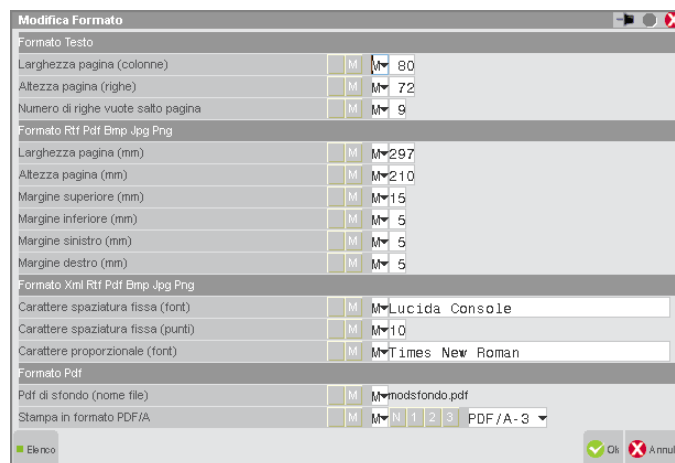 Modifica Formato
Formato Testo
Larghezza pagina (colonne) M M 80
Altezza pagina (righe) M M 72
Numero di righe vuote salto pagina M M 9
Formato Rtf Pdf Bmp Jpg Png
Larghezza pagina (mm) M M 297
Altezza pagina (mm) M M 210
Margine superiore (mm) M M 15
Margine inferiore (mm) M M 5
Margine sinistro (mm) M M 5
Margine destro (mm) M M 5
Formato Xml Rtf Pdf Bmp Jpg Png
Carattere spaziatura fissa (font) M M Lucida Console
Carattere spaziatura fissa (punti) M M 10
Carattere proporzionale (font) M M Times New Roman
Formato Pdf
Pdf di sfondo (nome file) M M modsfondo.pdf
Stampa in formato PDF/A M M N 1 2 3 PDF/A-3
Elenco Ok Annul